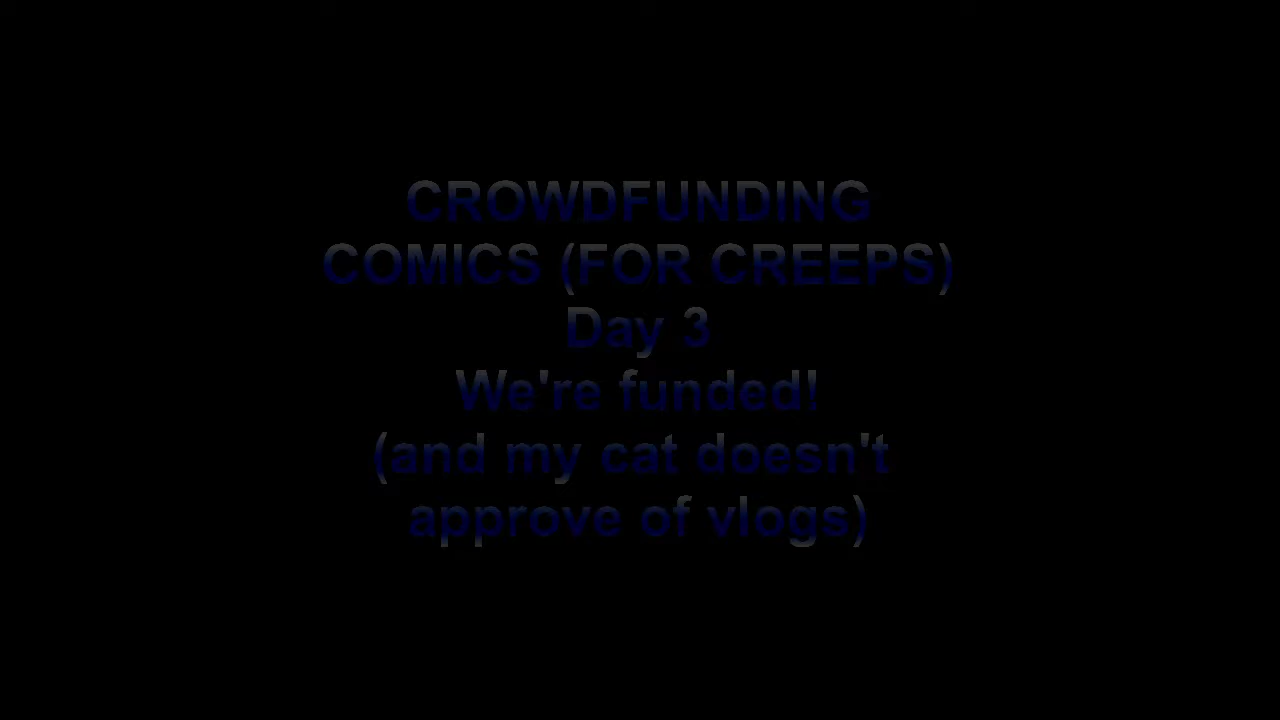 CROWDFUNDING
COMICS (FOR CREEPS)
Day 3
We're funded!
(and my cat doesn't
approve of vlogs)